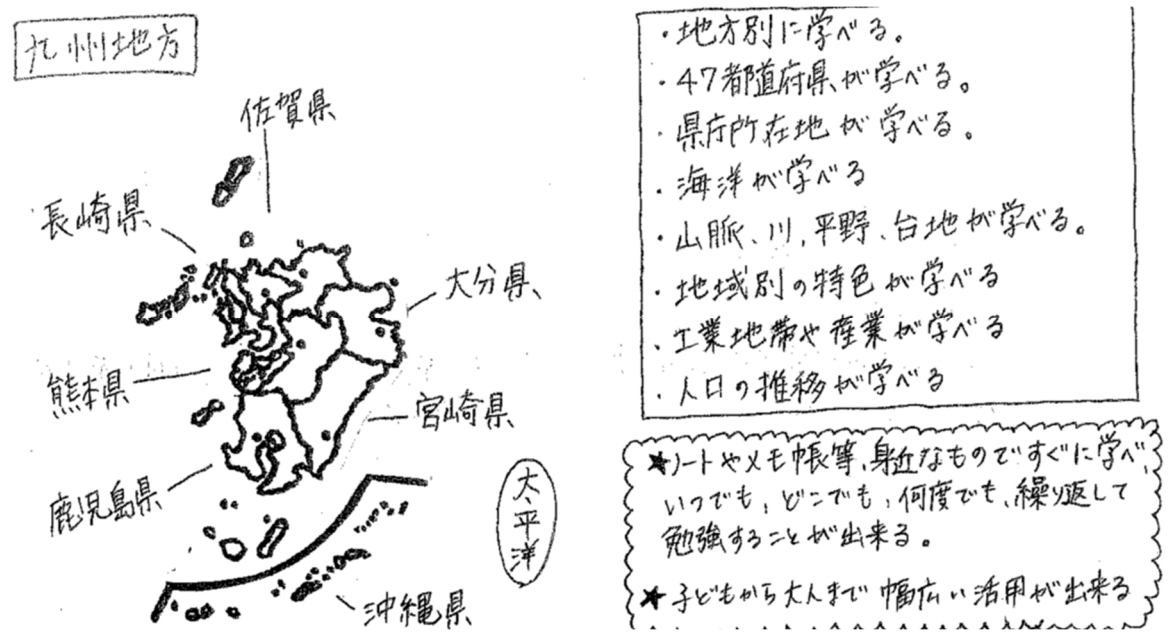 九州地方
佐賀県
長崎県
大分県、
熊本県
宮崎県
鹿児島県
太平洋
沖縄県
・地方別に学べる。
・47都道府県が学べる。
・県庁所在地が学べる。
・海洋が学べる
・山脈、川、平野、台地が学べる。
・地域別の特色が学べる
・工業地帯や産業が学べる
・人口の推移が学べる
★ノートやメモ帳等、身近なものですぐに学べ、
いつでも、どこでも、何度でも、繰り返して
勉強することが出来る。
★子どもから大人まで幅広い活用が出来る